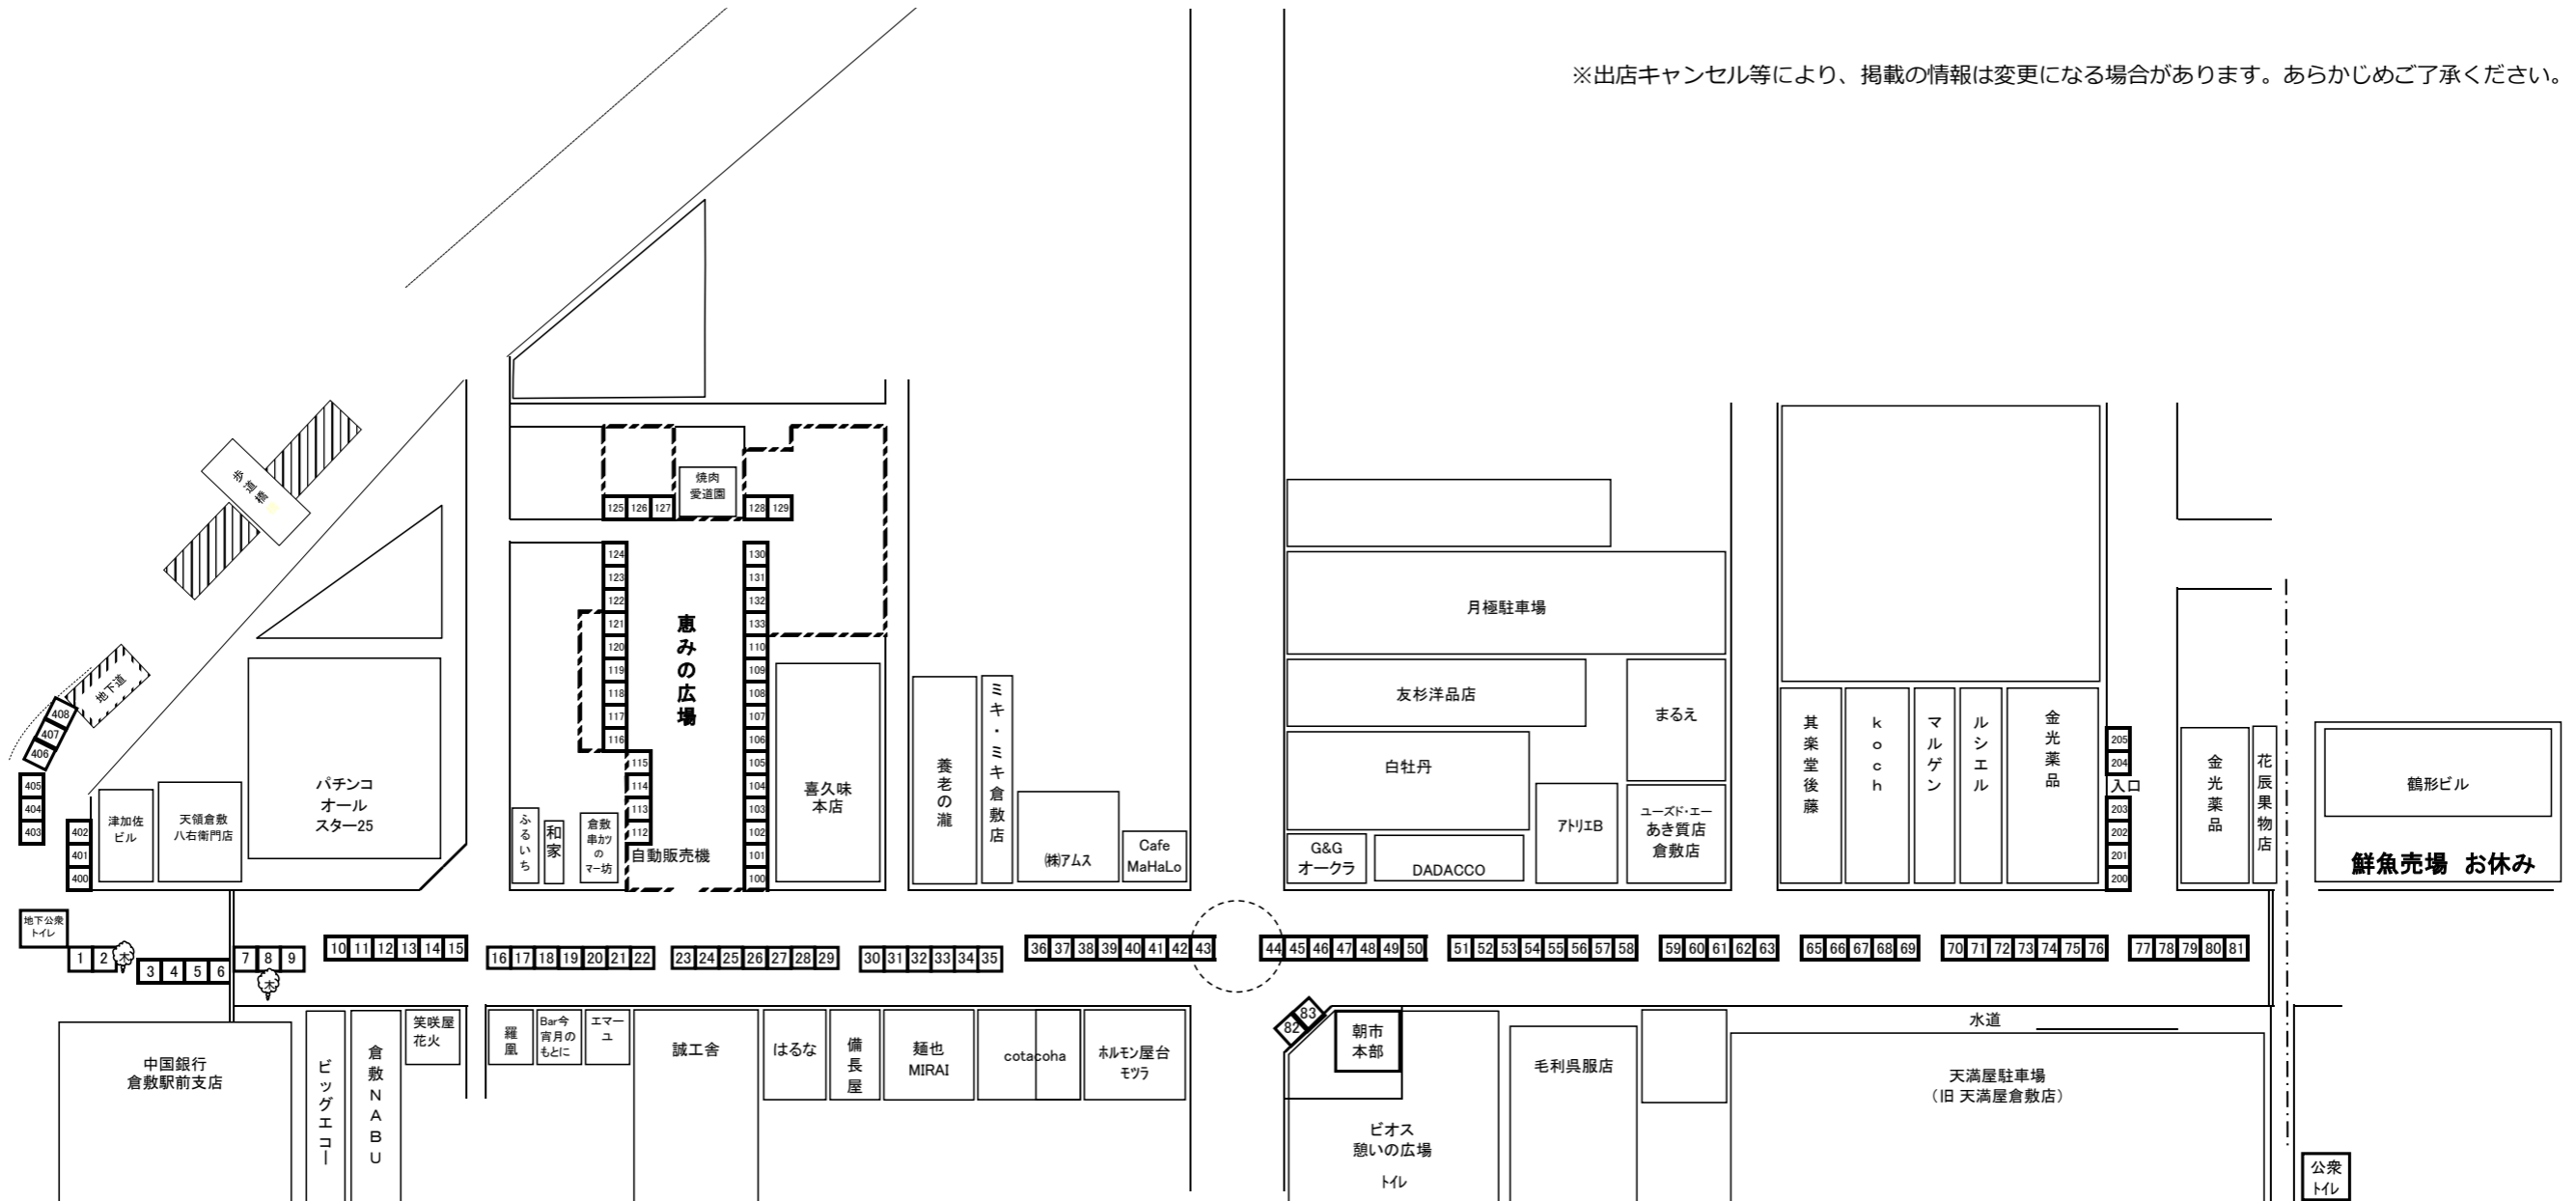 ※出店キャンセル等により、掲載の情報は変更になる場合があります。あらかじめご了承ください。
歩道橋
焼肉
愛道園
125 126 127
128 129
124
123
122
121
120
119
118
117
116
115
114
113
112
恵みの広場
130
131
132
133
110
109
108
107
106
105
104
103
102
101
100
自動販売機
地下道
408
407
406
405
404
403
402
401
400
津加佐
ビル
天領倉敷
八右衛門店
パチンコ
オール
スター25
ふるいち
和家
倉敷
串カツ
の
マー坊
喜久味
本店
養老の瀧
ミキ・ミキ倉敷店
㈱アムス
Cafe
MaHaLo
月極駐車場
友杉洋品店
まるえ
白牡丹
G&G
オークラ
DADACCO
アトリエB
ユーズド・エー
あき質店
倉敷店
其楽堂後藤
koch
マルゲン
ルシエル
金光薬品
205
204
入口
203
202
201
200
金光薬品
花辰果物店
鶴形ビル
鮮魚売場 お休み
地下公衆
トイレ
1 2
木
3 4 5 6
7 8 9
木
10 11 12 13 14 15
16 17 18 19 20 21 22
23 24 25 26 27 28 29
30 31 32 33 34 35
36 37 38 39 40 41 42 43
44 45 46 47 48 49 50
51 52 53 54 55 56 57 58
59 60 61 62 63
65 66 67 68 69
70 71 72 73 74 75 76
77 78 79 80 81
82 83
中国銀行
倉敷駅前支店
ビッグエコー
倉敷NABU
笑咲屋
花火
羅凰
Bar今
宵月の
もとに
エマー
ユ
誠工舎
はるな
備長屋
麺也
MIRAI
cotacoha
ホルモン屋台
モツラ
朝市
本部
ビオス
憩いの広場
トイレ
毛利呉服店
水道
天満屋駐車場
（旧 天満屋倉敷店）
公衆
トイレ